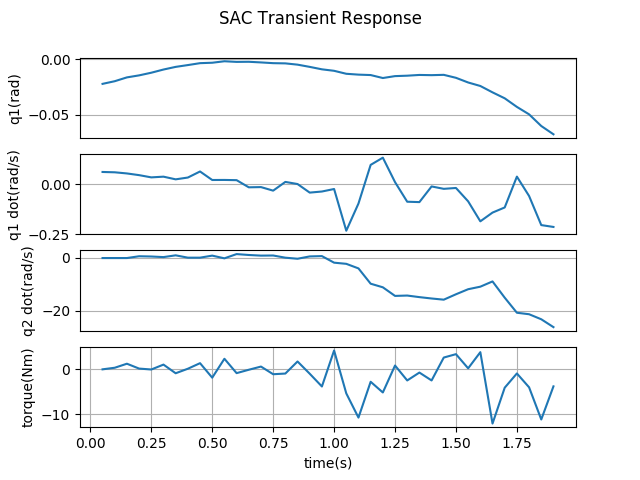 SAC Transient Response
q1(rad)
0.00
−0.05
q1 dot(rad/s)
0.00
−0.25
q2 dot(rad/s)
0
−20
torque(Nm)
0
−10
0.00 0.25 0.50 0.75 1.00 1.25 1.50 1.75
time(s)